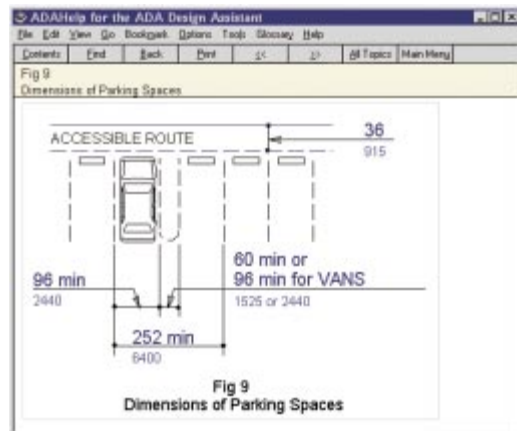 ADAHelp for the ADA Design Assistant
File Edit View Go Bookmark Options Tools Glossary Help
Contents Find Back Print << >> All Topics Main Menu
Fig 9
Dimensions of Parking Spaces
ACCESSIBLE ROUTE
36
915
60 min or
96 min
96 min for VANS
2440
1525 or 2440
252 min
6400
Fig 9
Dimensions of Parking Spaces